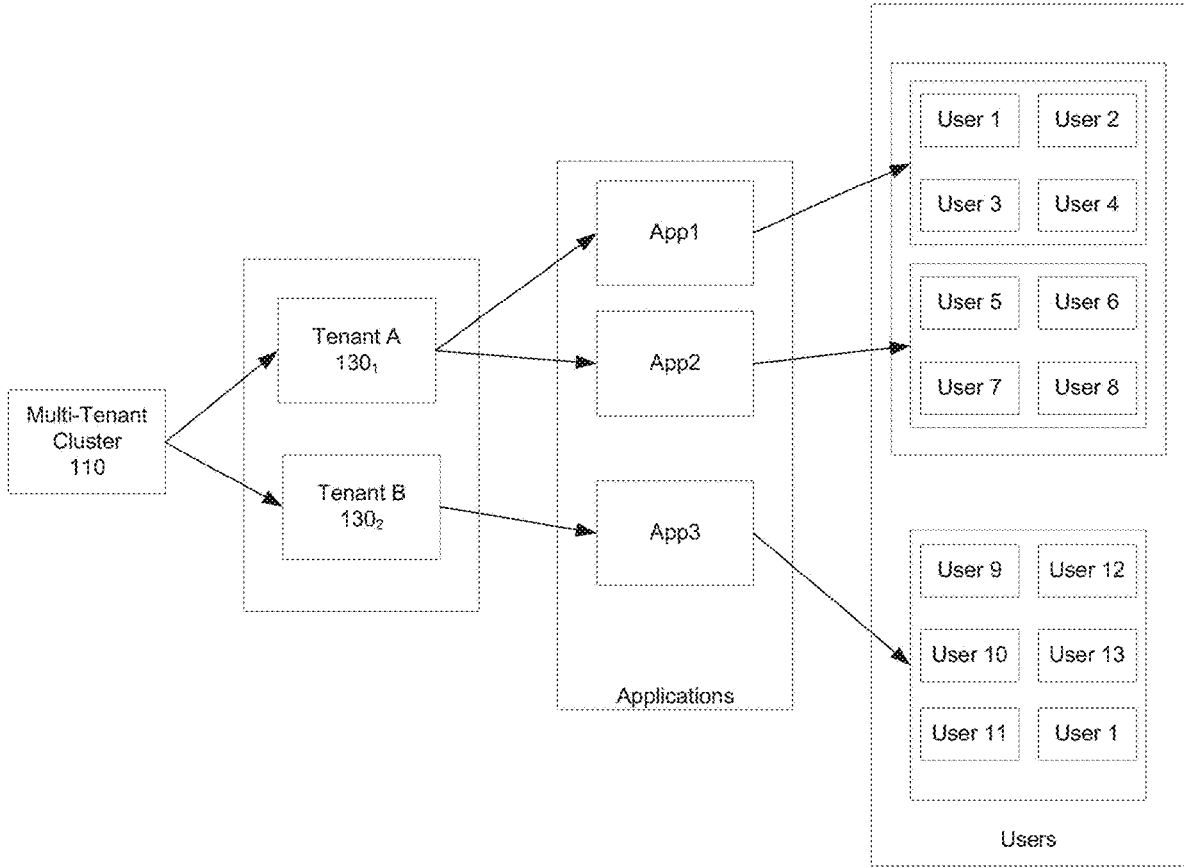 Multi-Tenant
Cluster
110
Tenant A
130₁
Tenant B
130₂
App1
App2
App3
Applications
User 1
User 2
User 3
User 4
User 5
User 6
User 7
User 8
User 9
User 12
User 10
User 13
User 11
User 1
Users